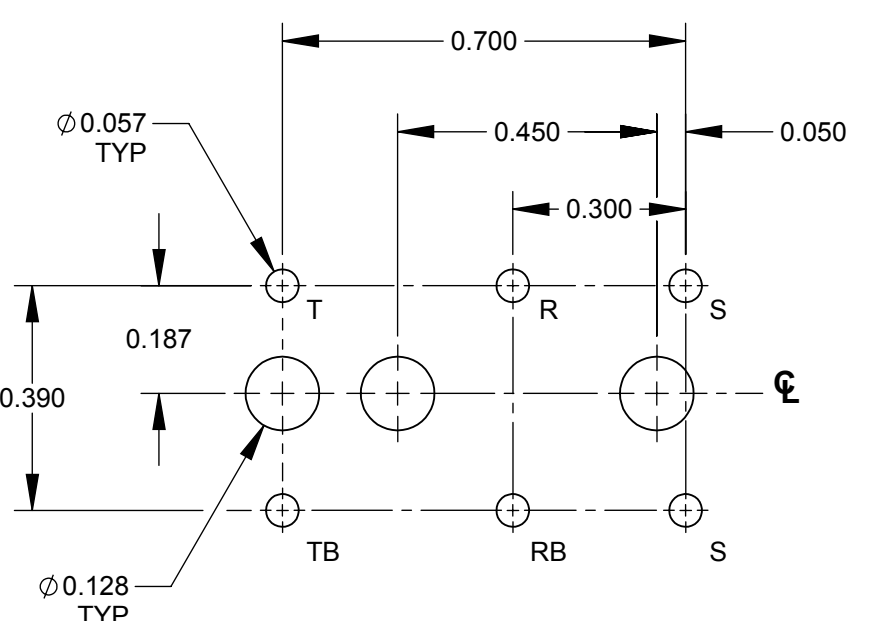 0.700
⌀0.057
TYP
0.450
0.050
0.300
T
R
S
0.187
0.390
℄
TB
RB
S
⌀0.128
TYP